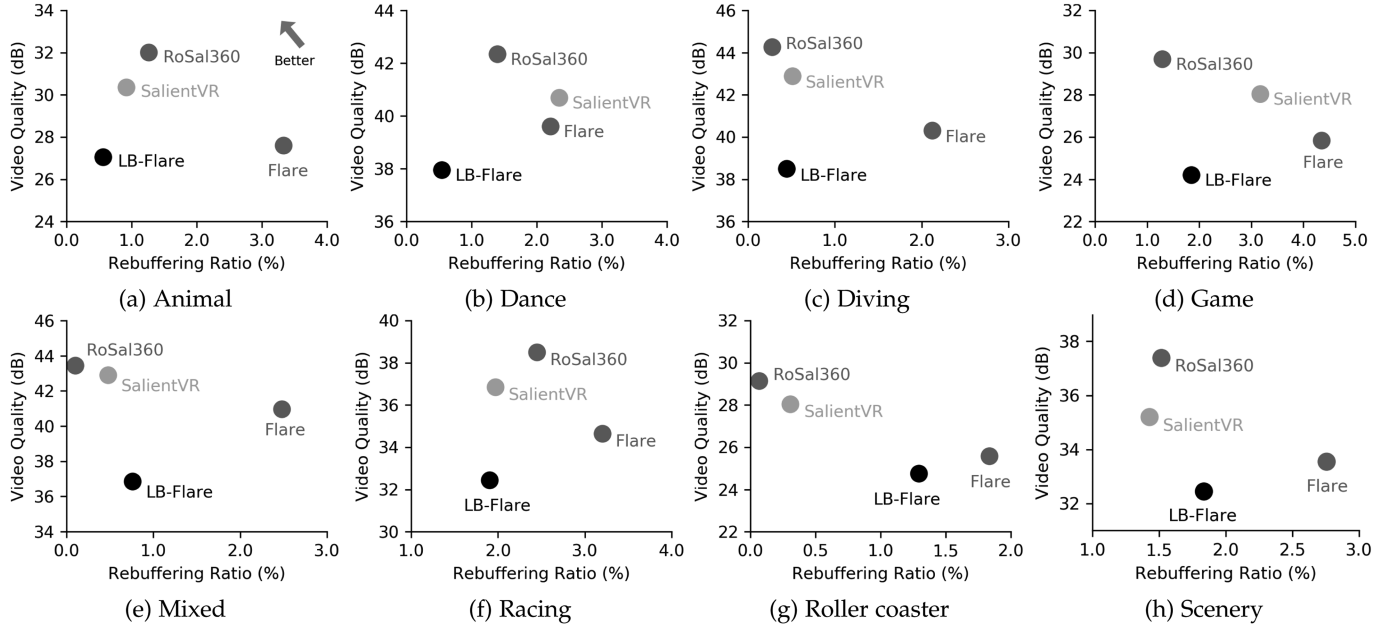 34
32
30
28
26
24
Video Quality (dB)
RoSal360
SalientVR
LB-Flare
Flare
Better
0.0 1.0 2.0 3.0 4.0
Rebuffering Ratio (%)
(a) Animal
44
42
40
38
36
Video Quality (dB)
RoSal360
SalientVR
Flare
LB-Flare
0.0 1.0 2.0 3.0 4.0
Rebuffering Ratio (%)
(b) Dance
46
44
42
40
38
36
Video Quality (dB)
RoSal360
SalientVR
Flare
LB-Flare
0.0 1.0 2.0 3.0
Rebuffering Ratio (%)
(c) Diving
32
30
28
26
24
22
Video Quality (dB)
RoSal360
SalientVR
Flare
LB-Flare
0.0 1.0 2.0 3.0 4.0 5.0
Rebuffering Ratio (%)
(d) Game
46
44
42
40
38
36
34
Video Quality (dB)
RoSal360
SalientVR
Flare
LB-Flare
0.0 1.0 2.0 3.0
Rebuffering Ratio (%)
(e) Mixed
40
38
36
34
32
30
Video Quality (dB)
RoSal360
SalientVR
Flare
LB-Flare
1.0 2.0 3.0 4.0
Rebuffering Ratio (%)
(f) Racing
32
30
28
26
24
22
Video Quality (dB)
RoSal360
SalientVR
LB-Flare
Flare
0.0 0.5 1.0 1.5 2.0
Rebuffering Ratio (%)
(g) Roller coaster
38
36
34
32
Video Quality (dB)
RoSal360
SalientVR
Flare
LB-Flare
1.0 1.5 2.0 2.5 3.0
Rebuffering Ratio (%)
(h) Scenery